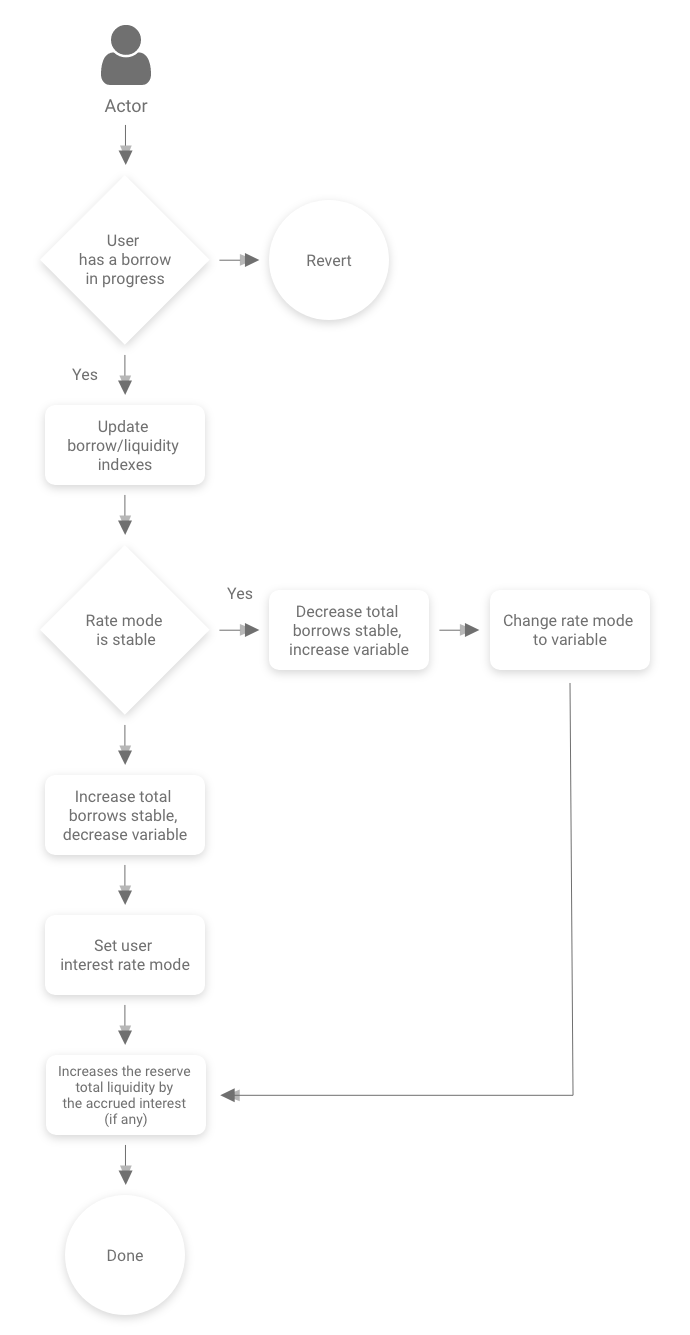 Actor
User
has a borrow
in progress
Revert
Yes
Update
borrow/liquidity
indexes
Rate mode
is stable
Yes
Decrease total
borrows stable,
increase variable
Change rate mode
to variable
Increase total
borrows stable,
decrease variable
Set user
interest rate mode
Increases the reserve
total liquidity by
the accrued interest
(if any)
Done